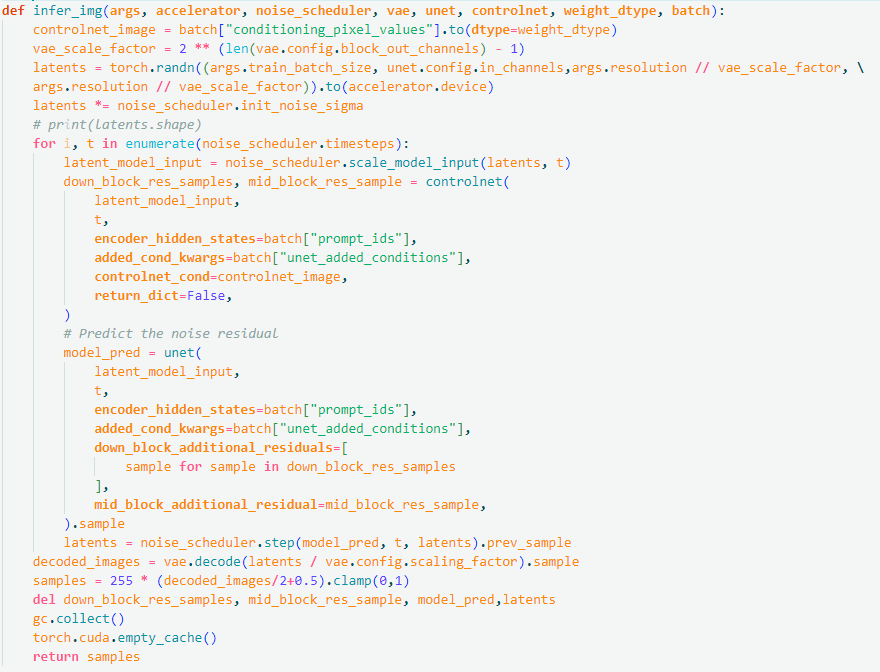 def infer_img(args, accelerator, noise_scheduler, vae, unet, controlnet, weight_dtype, batch):
    controlnet_image = batch["conditioning_pixel_values"].to(dtype=weight_dtype)
    vae_scale_factor = 2 ** (len(vae.config.block_out_channels) - 1)
    latents = torch.randn((args.train_batch_size, unet.config.in_channels,args.resolution // vae_scale_factor, \
    args.resolution // vae_scale_factor)).to(accelerator.device)
    latents *= noise_scheduler.init_noise_sigma
    # print(latents.shape)
    for i, t in enumerate(noise_scheduler.timesteps):
        latent_model_input = noise_scheduler.scale_model_input(latents, t)
        down_block_res_samples, mid_block_res_sample = controlnet(
            latent_model_input,
            t,
            encoder_hidden_states=batch["prompt_ids"],
            added_cond_kwargs=batch["unet_added_conditions"],
            controlnet_cond=controlnet_image,
            return_dict=False,
        )
        # Predict the noise residual
        model_pred = unet(
            latent_model_input,
            t,
            encoder_hidden_states=batch["prompt_ids"],
            added_cond_kwargs=batch["unet_added_conditions"],
            down_block_additional_residuals=[
                sample for sample in down_block_res_samples
            ],
            mid_block_additional_residual=mid_block_res_sample,
        ).sample
        latents = noise_scheduler.step(model_pred, t, latents).prev_sample
    decoded_images = vae.decode(latents / vae.config.scaling_factor).sample
    samples = 255 * (decoded_images/2+0.5).clamp(0,1)
    del down_block_res_samples, mid_block_res_sample, model_pred,latents
    gc.collect()
    torch.cuda.empty_cache()
    return samples